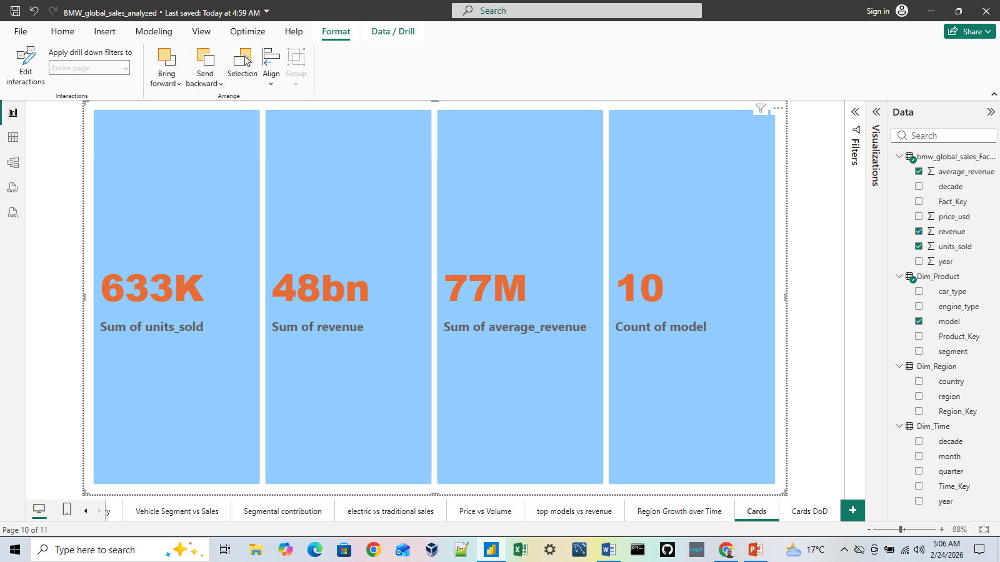 BMW_global_sales_analyzed • Last saved: Today at 4:59 AM
Search
Sign in
File
Home
Insert
Modeling
View
Optimize
Help
Format
Data / Drill
Share
Edit
interactions
Apply drill down filters to
Entire page
Interactions
Bring
forward
Send
backward
Selection
Align
Group
Arrange
DAX
TMDL
633K
Sum of units_sold
48bn
Sum of revenue
77M
Sum of average_revenue
10
Count of model
Filters
Visualizations
Data
Search
bmw_global_sales_Fac...
average_revenue
decade
Fact_Key
price_usd
revenue
units_sold
year
Dim_Product
car_type
engine_type
model
Product_Key
segment
Dim_Region
country
region
Region_Key
Dim_Time
decade
month
quarter
Time_Key
year
ry
Vehicle Segment vs Sales
Segmental contribution
electric vs traditional sales
Price vs Volume
top models vs revenue
Region Growth over Time
Cards
Cards DoD
Page 10 of 11
- + 88%
Type here to search
kaggle
17°C
5:06 AM
2/24/2026